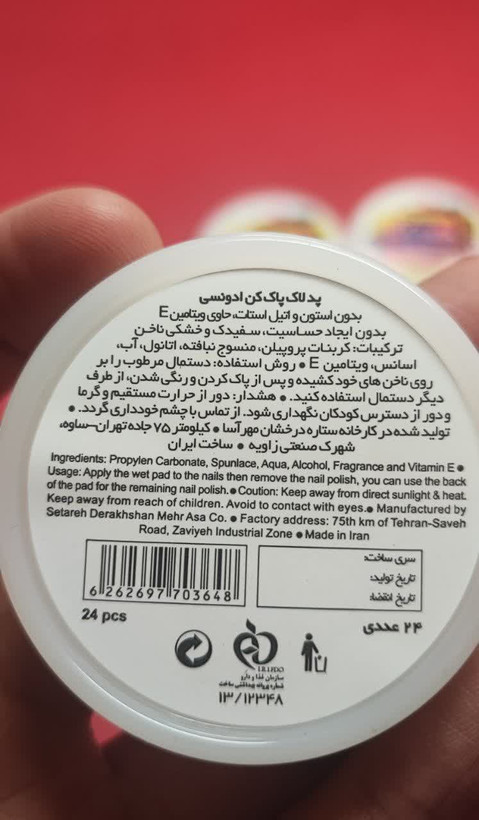 پد لاک پاک کن ادونسی
بدون استون و اتیل استات، حاوی ویتامین E
بدون ایجاد حساسیت، سفیدک و خشکی ناخن
ترکیبات: کربنات پروپیلن، منسوج نبافته، اتانول، آب،
اسانس، ویتامین E ● روش استفاده: دستمال مرطوب را بر
روی ناخن های خود کشیده و پس از پاک کردن و رنگی شدن، از طرف
دیگر دستمال استفاده کنید. ● هشدار: دور از حرارت مستقیم و گرما
و دور از دسترس کودکان نگهداری شود. از تماس با چشم خودداری گردد. ●
تولید شده در کارخانه ستاره درخشان مهر آسا ● کیلومتر ۷۵ جاده تهران-ساوه،
شهرک صنعتی زاویه ● ساخت ایران
Ingredients: Propylen Carbonate, Spunlace, Aqua, Alcohol, Fragrance and Vitamin E ●
Usage: Apply the wet pad to the nails then remove the nail polish, you can use the back
of the pad for the remaining nail polish. ● Coution: Keep away from direct sunlight & heat.
Keep away from reach of children. Avoid to contact with eyes. ● Manufactured by
Setareh Derakhshan Mehr Asa Co. ● Factory address: 75th km of Tehran-Saveh
Road, Zaviyeh Industrial Zone ● Made in Iran
سری ساخت:
تاریخ تولید:
تاریخ انقضا:
6 262697 703648
24 pcs
۲۴ عددی
سازمان غذا و دارو
شماره پروانه بهداشتی ساخت
۱۳/۱۲۳۴۸